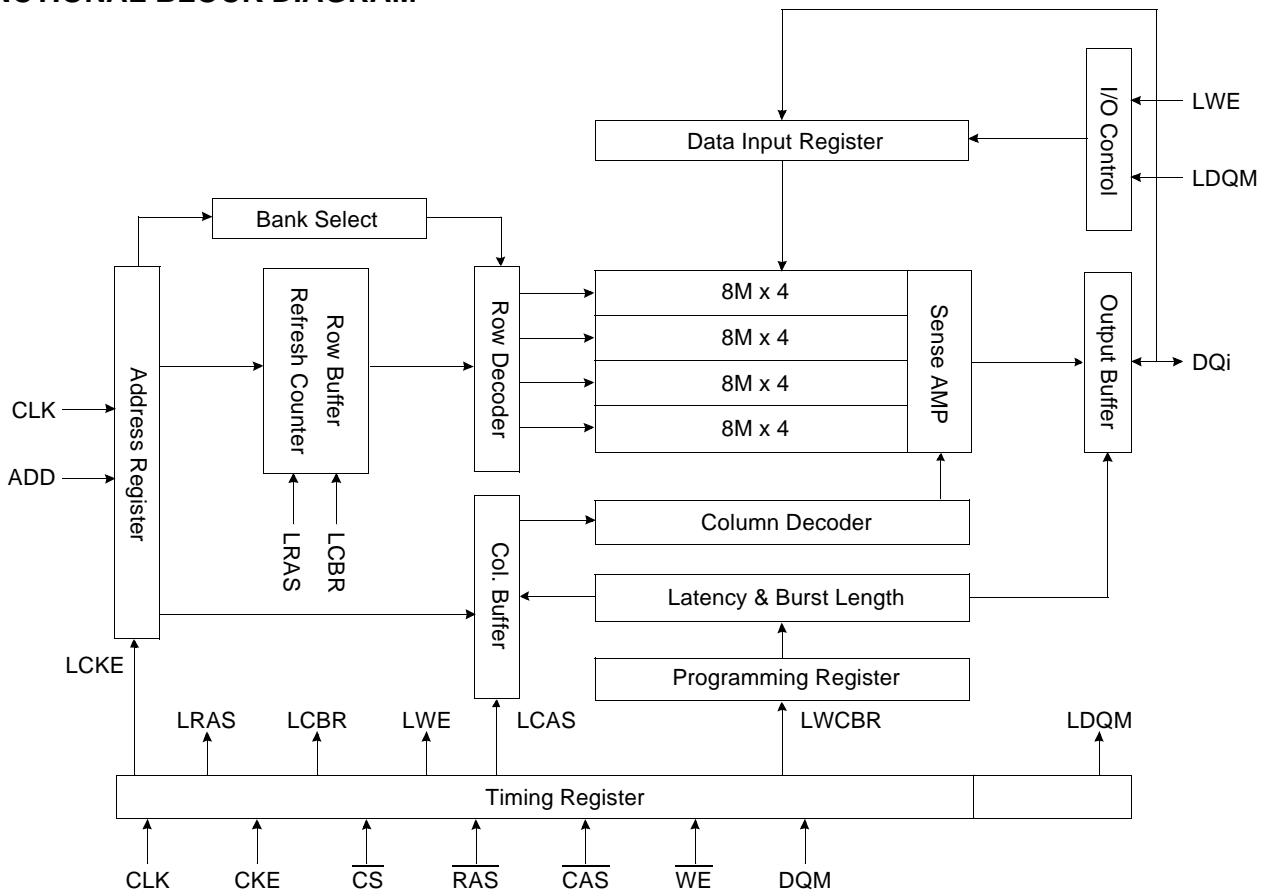 NCTIONAL BLOCK DIAGRAM
I/O Control
LWE
Data Input Register
LDQM
Bank Select
8M x 4
8M x 4
8M x 4
8M x 4
Sense AMP
Output Buffer
DQi
Row Decoder
Row Buffer
Refresh Counter
Address Register
CLK
ADD
LRAS
LCBR
Col. Buffer
Column Decoder
Latency & Burst Length
Programming Register
LCKE
LRAS
LCBR
LWE
LCAS
LWCBR
LDQM
Timing Register
CLK
CKE
CS
RAS
CAS
WE
DQM